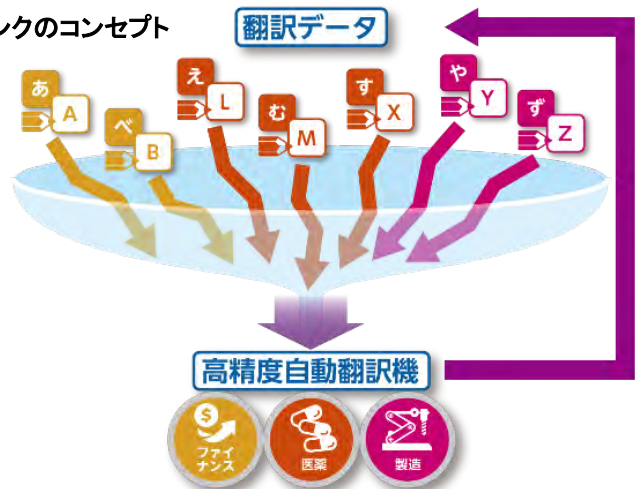 ンクのコンセプト
翻訳データ
あ A
べ B
え L
む M
す X
や Y
ず Z
高精度自動翻訳機
$
ファイ
ナンス
医薬
製造